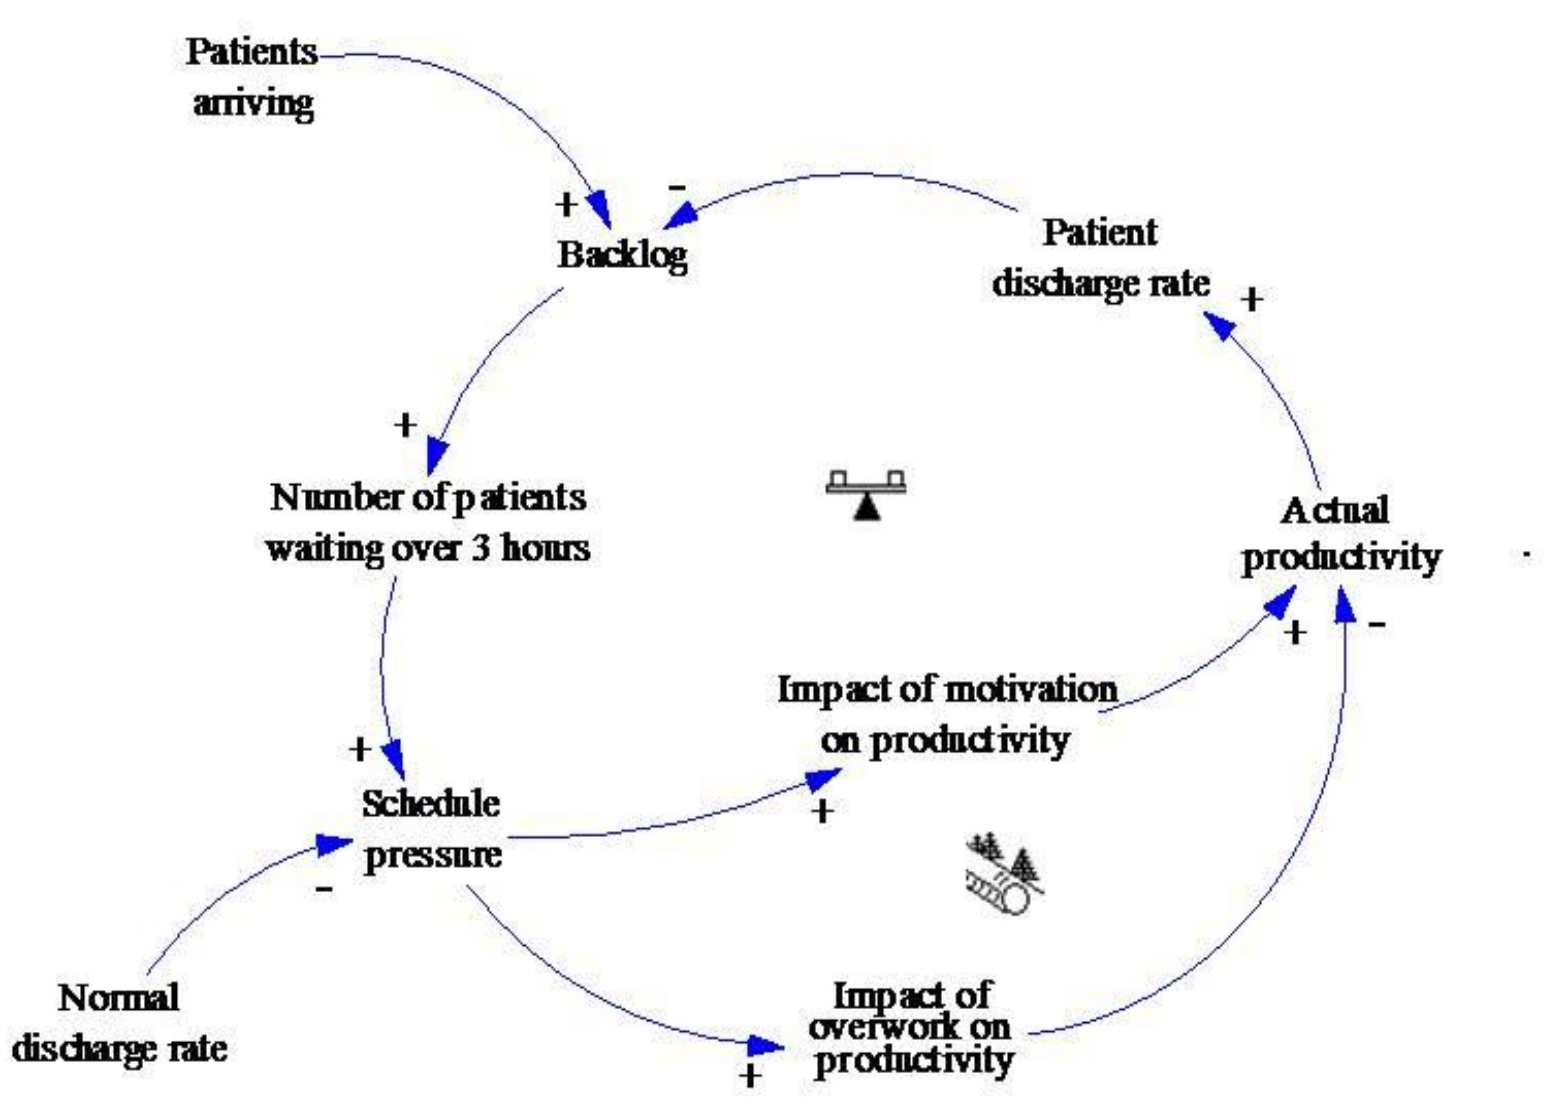 Patients
arriving
+
-
Backlog
Patient
discharge rate
+
+
Number of patients
waiting over 3 hours
Actual
productivity
+
-
Impact of motivation
on productivity
+
+
Schedule
pressure
-
Normal
discharge rate
Impact of
overwork on
productivity
+